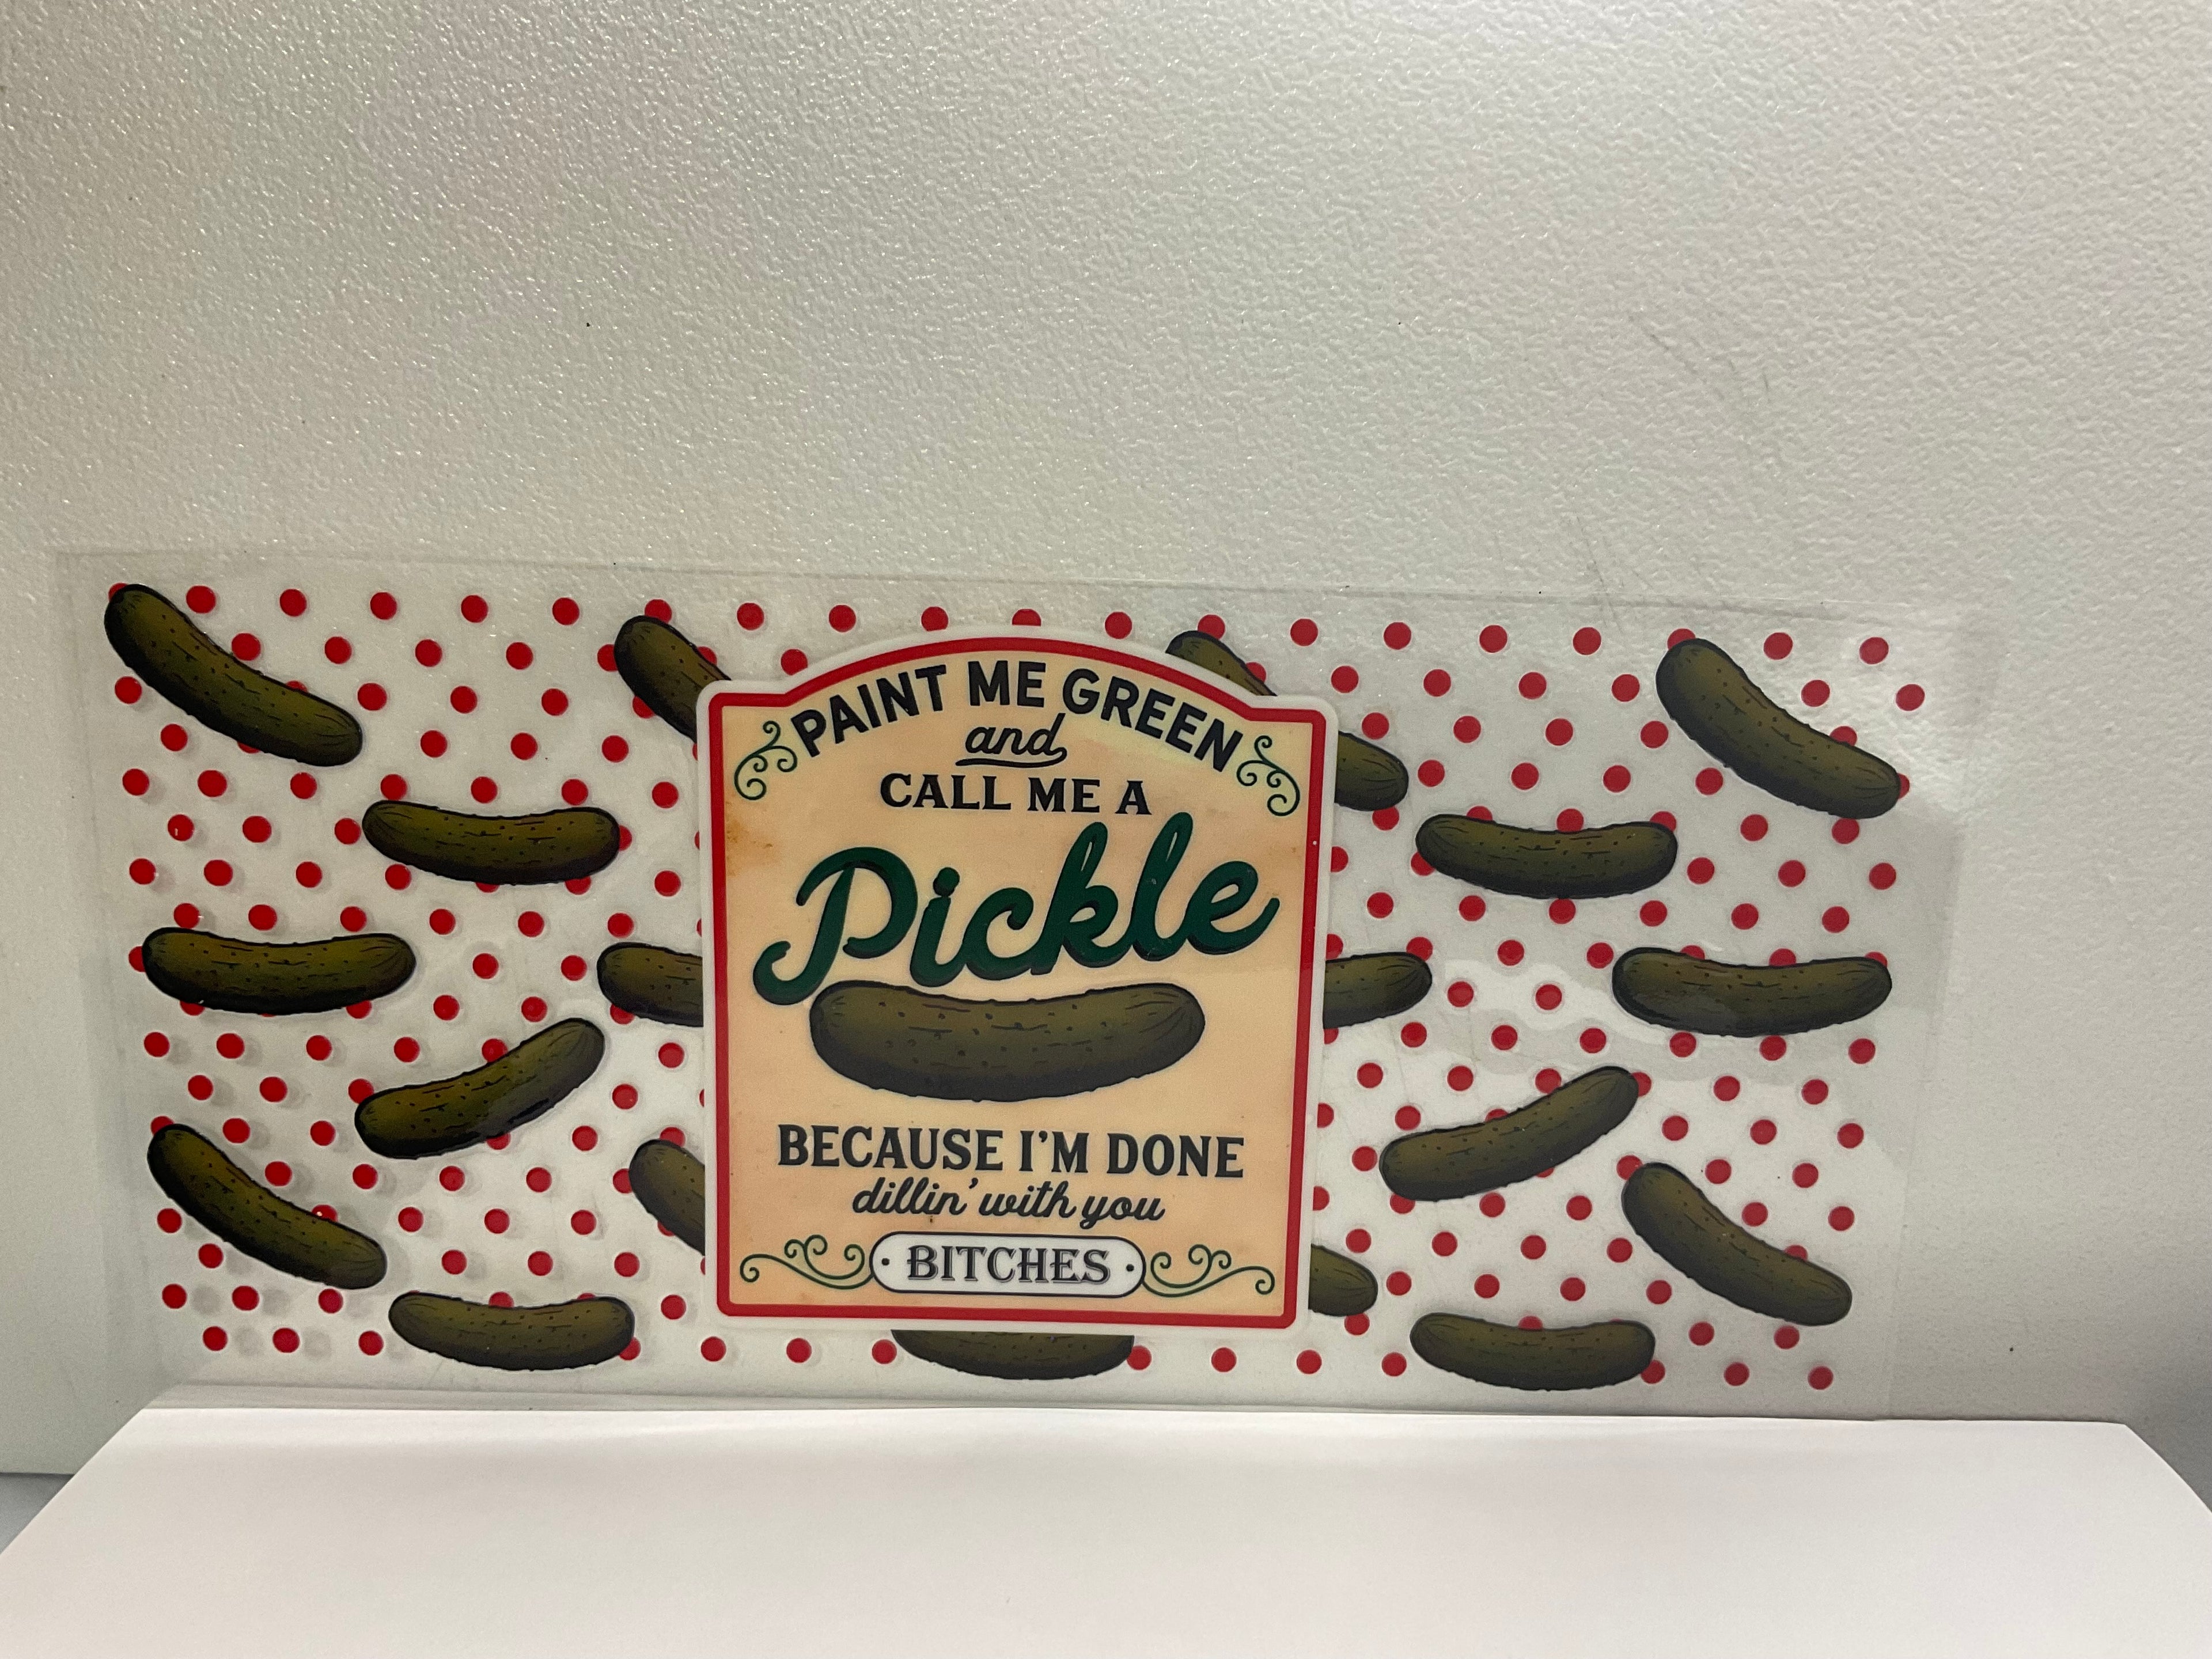 PAINT ME GREEN
and
CALL ME A
Pickle
BECAUSE I'M DONE
dillin' with you
BITCHES